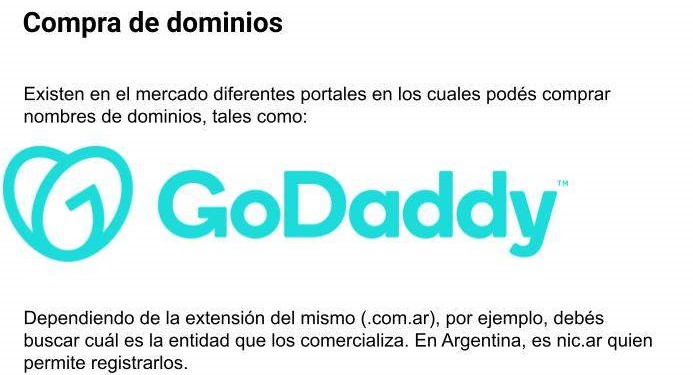 Compra de dominios
Existen en el mercado diferentes portales en los cuales podés comprar
nombres de dominios, tales como:
GoDaddy™
Dependiendo de la extensión del mismo (.com.ar), por ejemplo, debés
buscar cuál es la entidad que los comercializa. En Argentina, es nic.ar quien
permite registrarlos.